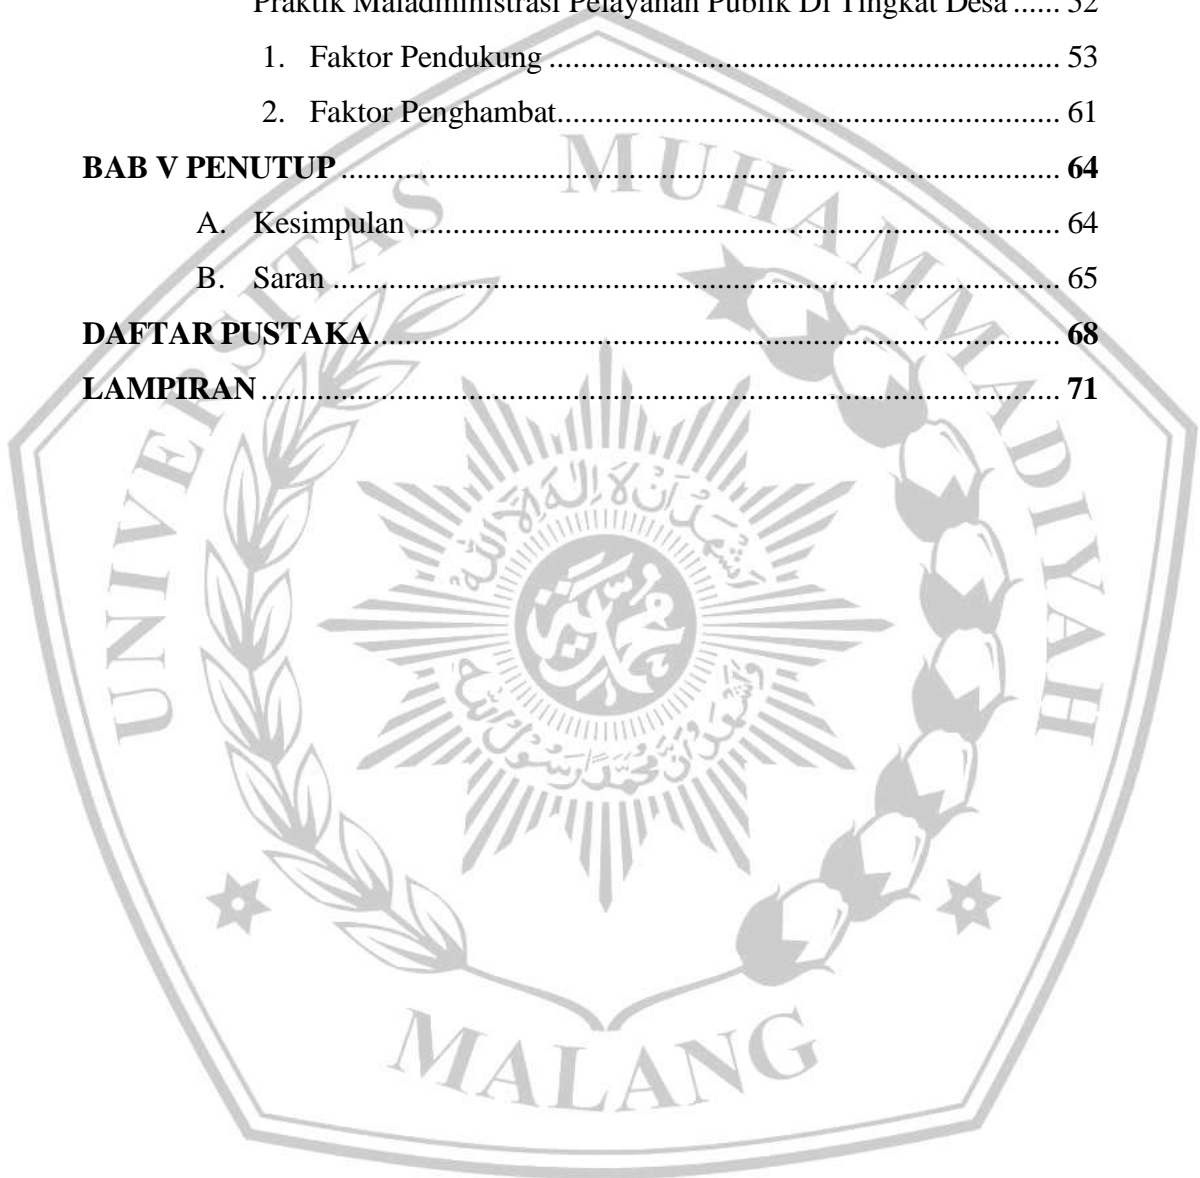 Praktik Maladministrasi Pelayanan Publik Di Tingkat Desa ...... 52
1. Faktor Pendukung .............................................................. 53
2. Faktor Penghambat............................................................. 61
BAB V PENUTUP ....................................................................................... 64
A. Kesimpulan .............................................................................. 64
B. Saran ........................................................................................ 65
DAFTAR PUSTAKA................................................................................... 68
LAMPIRAN ................................................................................................. 71
UNIVERSITAS MUHAMMADIYAH
MALANG